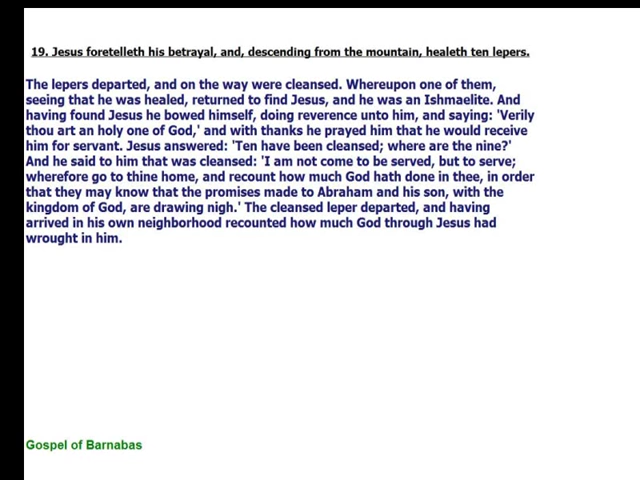 19. Jesus foretelleth his betrayal, and, descending from the mountain, healeth ten lepers.
The lepers departed, and on the way were cleansed. Whereupon one of them,
seeing that he was healed, returned to find Jesus, and he was an Ishmaelite. And
having found Jesus he bowed himself, doing reverence unto him, and saying: 'Verily
thou art an holy one of God,' and with thanks he prayed him that he would receive
him for servant. Jesus answered: 'Ten have been cleansed; where are the nine?'
And he said to him that was cleansed: 'I am not come to be served, but to serve;
wherefore go to thine home, and recount how much God hath done in thee, in order
that they may know that the promises made to Abraham and his son, with the
kingdom of God, are drawing nigh.' The cleansed leper departed, and having
arrived in his own neighborhood recounted how much God through Jesus had
wrought in him.
Gospel of Barnabas